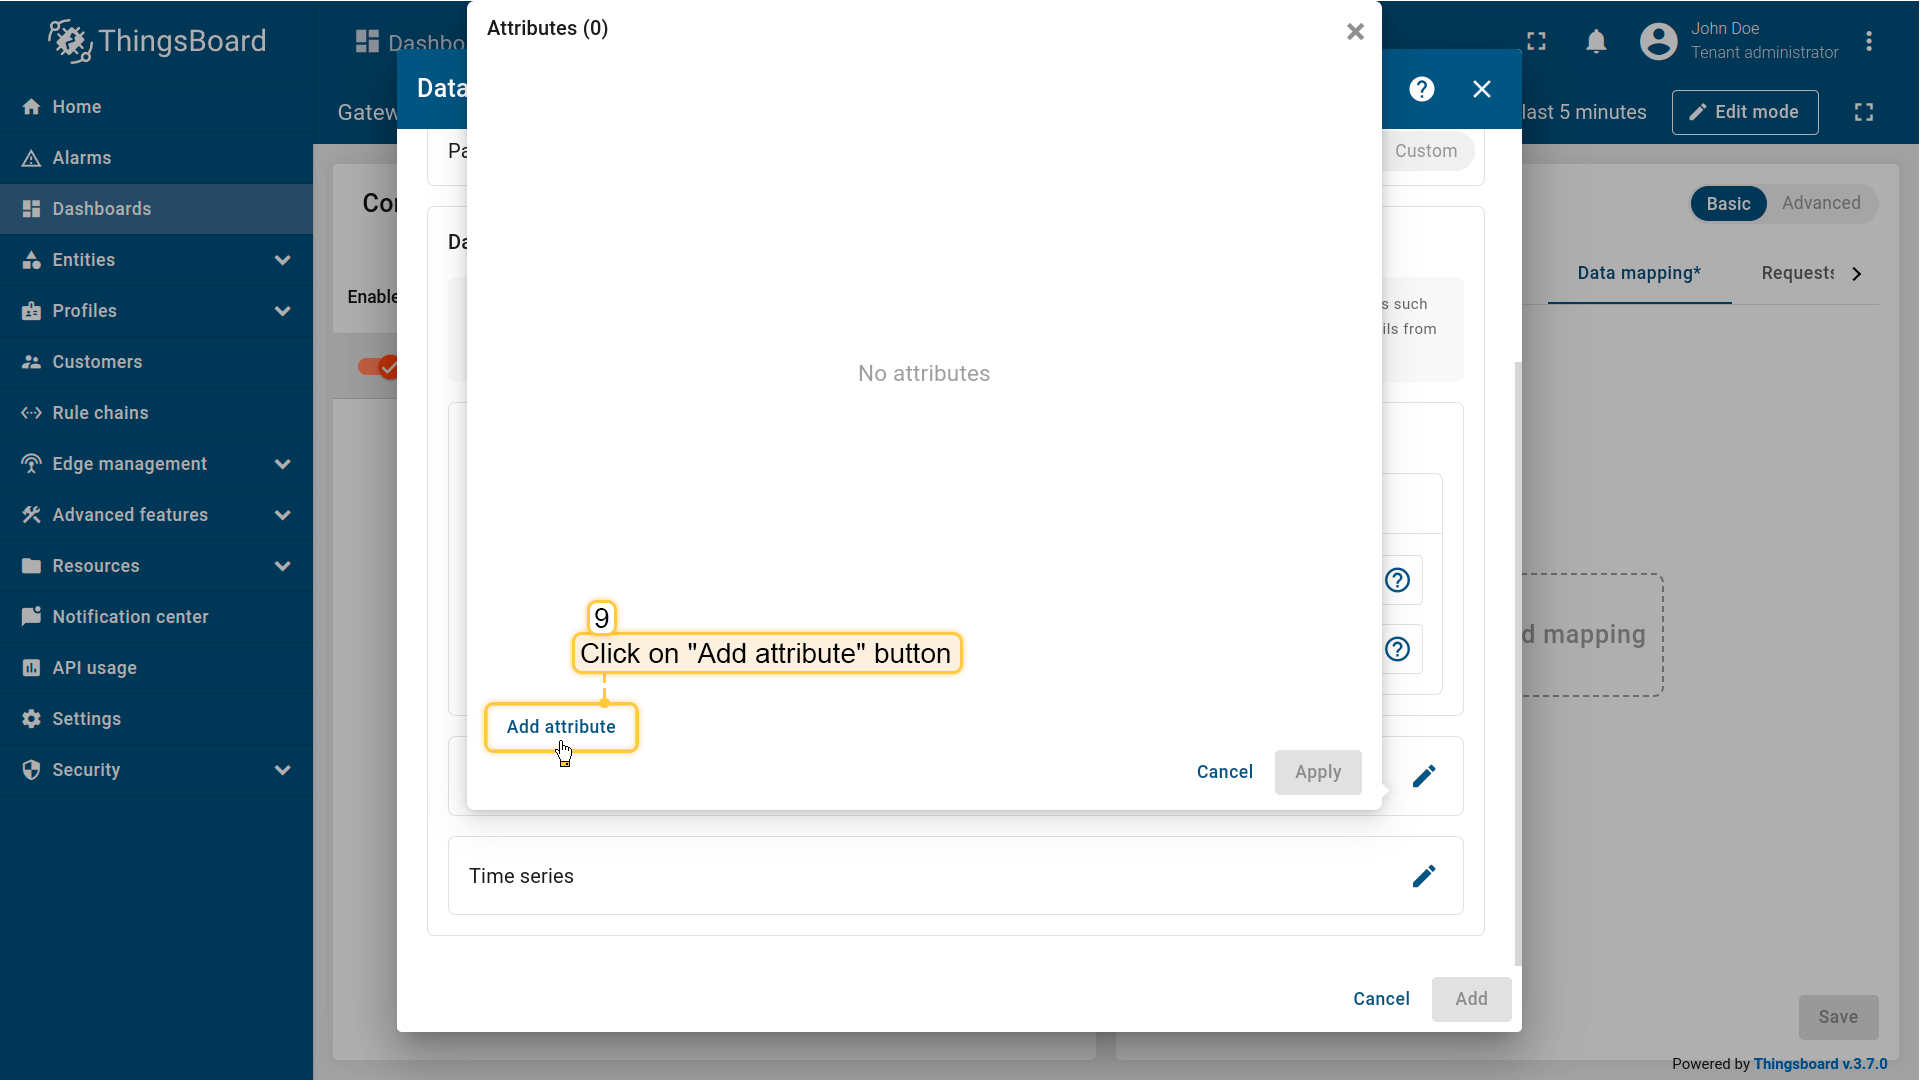 ThingsBoard
Dashbo
John Doe
Tenant administrator
Home
Alarms
Dashboards
Entities
Profiles
Customers
Rule chains
Edge management
Advanced features
Resources
Notification center
API usage
Settings
Security
Gatew
last 5 minutes
Edit mode
Basic
Advanced
Data mapping*
Requests
Enable
Data
Custom
s such
ils from
d mapping
Attributes (0)
No attributes
9
Click on "Add attribute" button
Add attribute
Cancel
Apply
Time series
Cancel
Add
Save
Powered by Thingsboard v.3.7.0